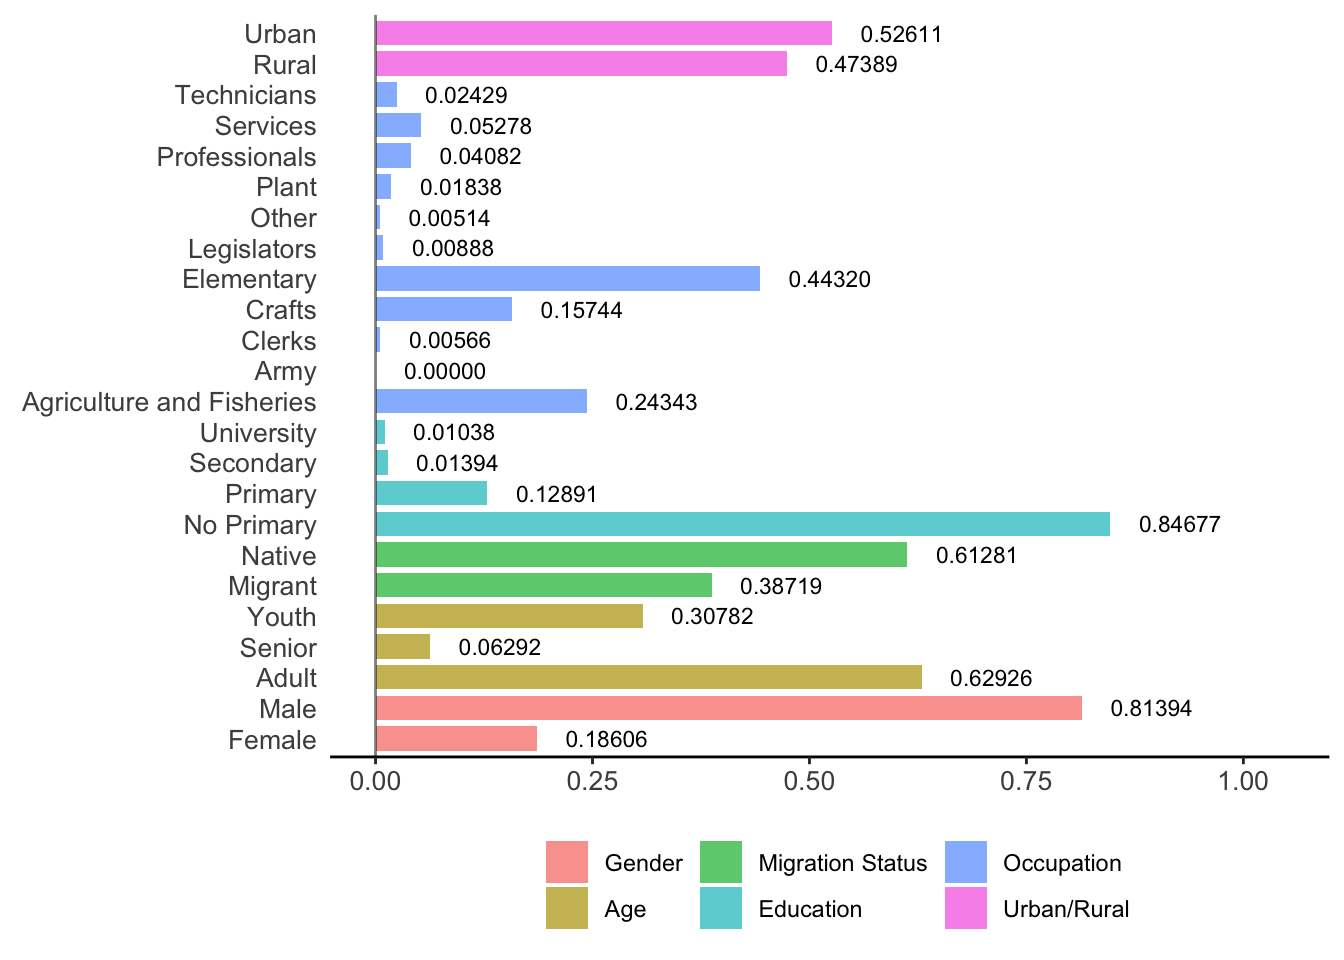 Urban 0.52611
Rural 0.47389
Technicians 0.02429
Services 0.05278
Professionals 0.04082
Plant 0.01838
Other 0.00514
Legislators 0.00888
Elementary 0.44320
Crafts 0.15744
Clerks 0.00566
Army 0.00000
Agriculture and Fisheries 0.24343
University 0.01038
Secondary 0.01394
Primary 0.12891
No Primary 0.84677
Native 0.61281
Migrant 0.38719
Youth 0.30782
Senior 0.06292
Adult 0.62926
Male 0.81394
Female 0.18606
0.00 0.25 0.50 0.75 1.00
Gender Migration Status Occupation
Age Education Urban/Rural